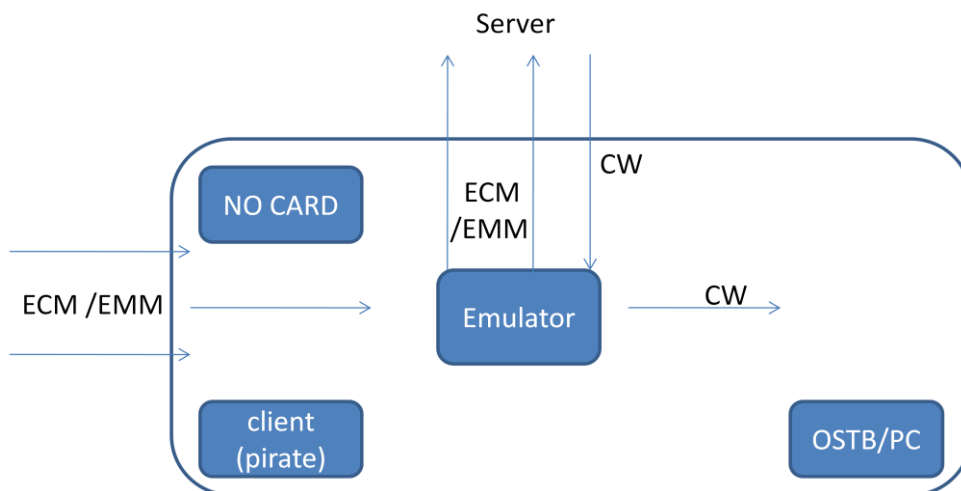 Server
CW
NO CARD
ECM
/EMM
ECM /EMM
Emulator
CW
client
(pirate)
OSTB/PC